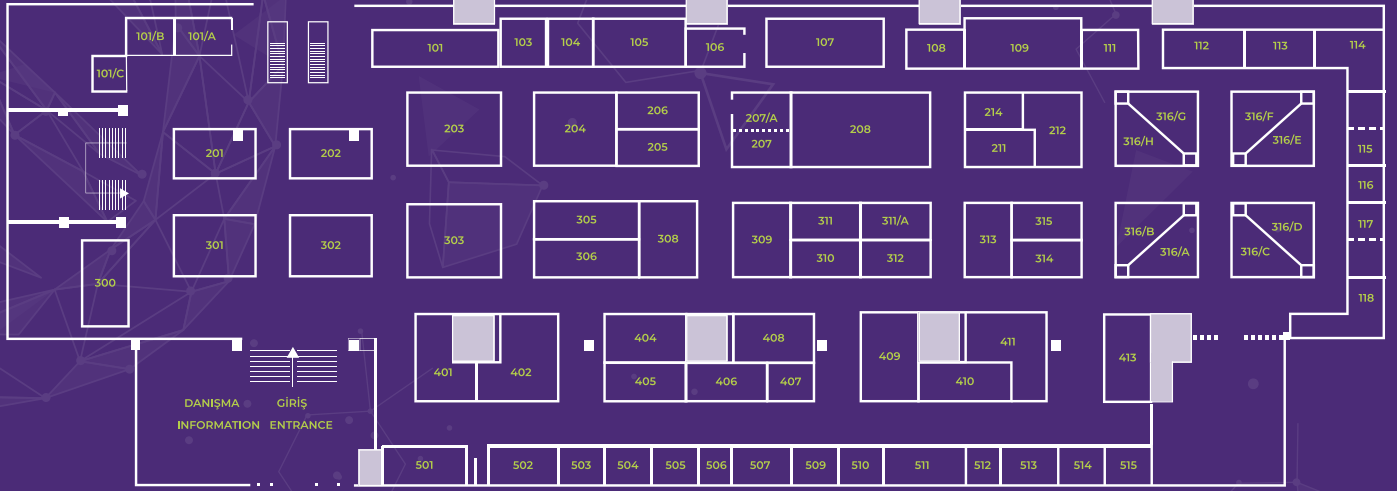 101/B 101/A 101 103 104 105 106 107 108 109 111 112 113 114
101/C
203 204 206 207/A 208 214 212 316/G 316/F
201 202 205 207 211 316/H 316/E 115
116
305 311 311/A 315 316/B 316/D 117
301 302 303 306 308 309 310 312 313 314 316/A 316/C
300 118
404 408 409 411 413
401 402 405 406 407 410
DANIŞMA GİRİŞ
INFORMATION ENTRANCE
501 502 503 504 505 506 507 509 510 511 512 513 514 515